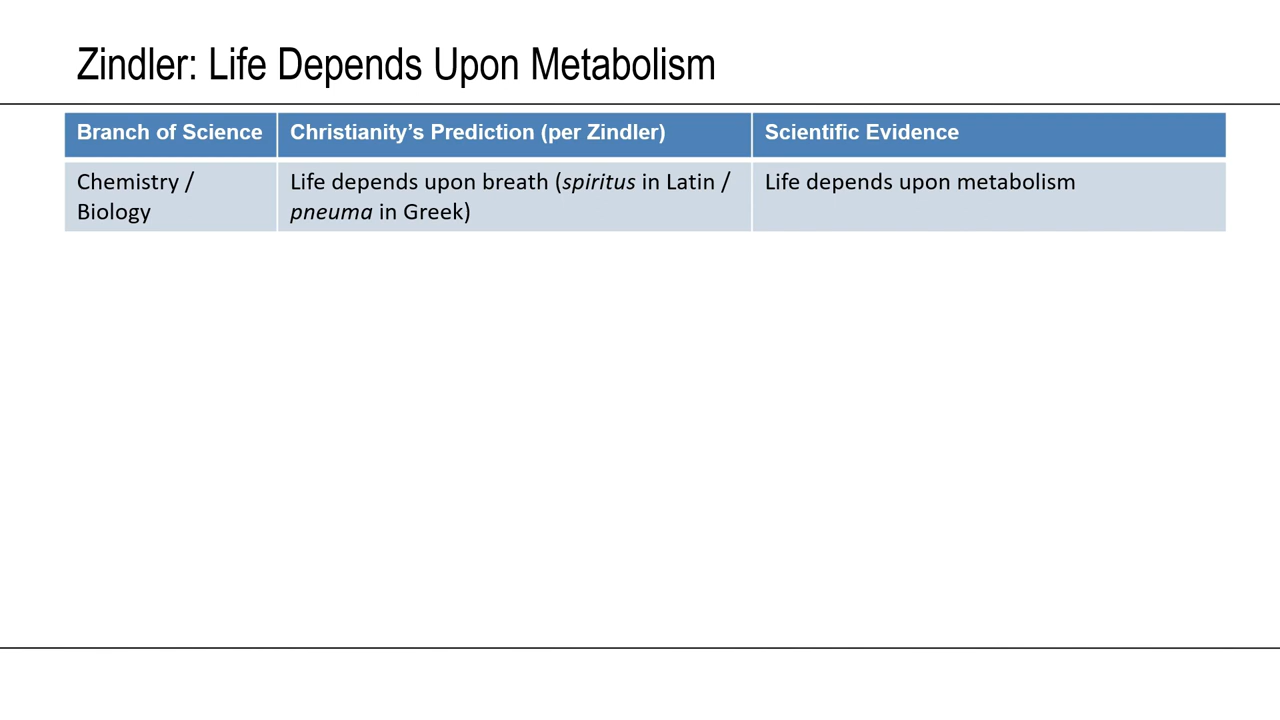 Zindler: Life Depends Upon Metabolism
Branch of Science
Christianity’s Prediction (per Zindler)
Scientific Evidence
Chemistry /
Biology
Life depends upon breath (spiritus in Latin /
pneuma in Greek)
Life depends upon metabolism